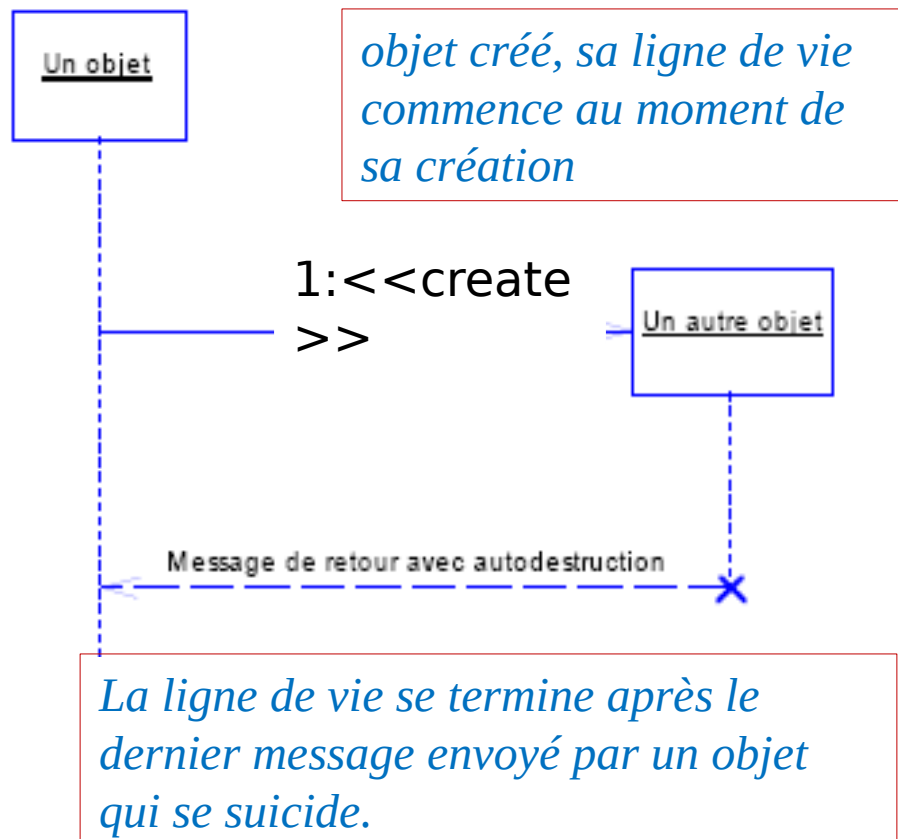 Un objet
objet créé, sa ligne de vie
commence au moment de
sa création
1:<<create
>>
Un autre objet
Message de retour avec autodestruction
La ligne de vie se termine après le
dernier message envoyé par un objet
qui se suicide.